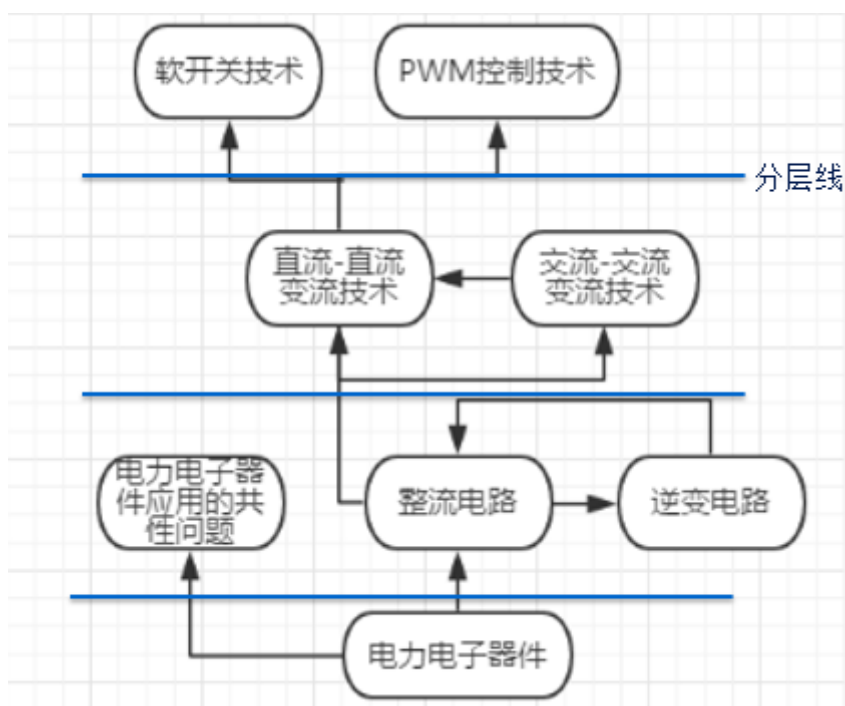 软开关技术
PWM控制技术
分层线
直流-直流
变流技术
交流-交流
变流技术
电力电子器
件应用的共
性问题
整流电路
逆变电路
电力电子器件